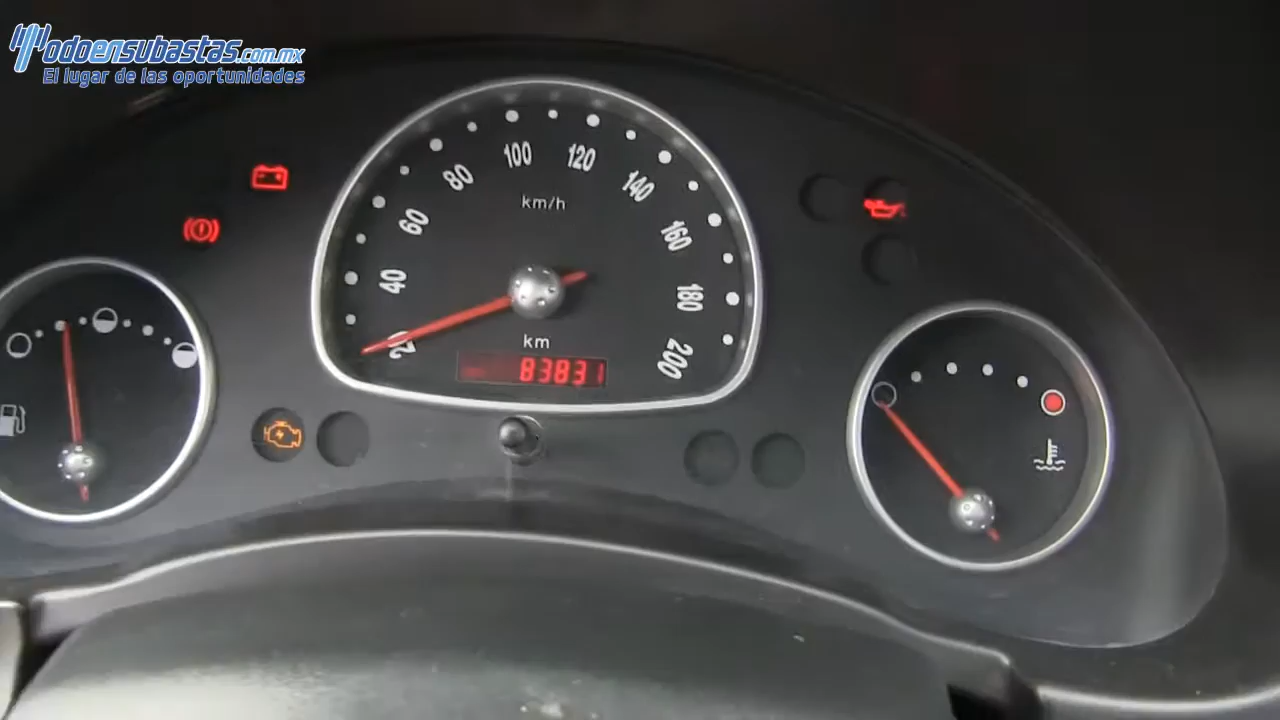 Todoensubastas.com.mx
El lugar de las oportunidades
100
120
80
140
km/h
60
160
40
180
km
20
200
83831